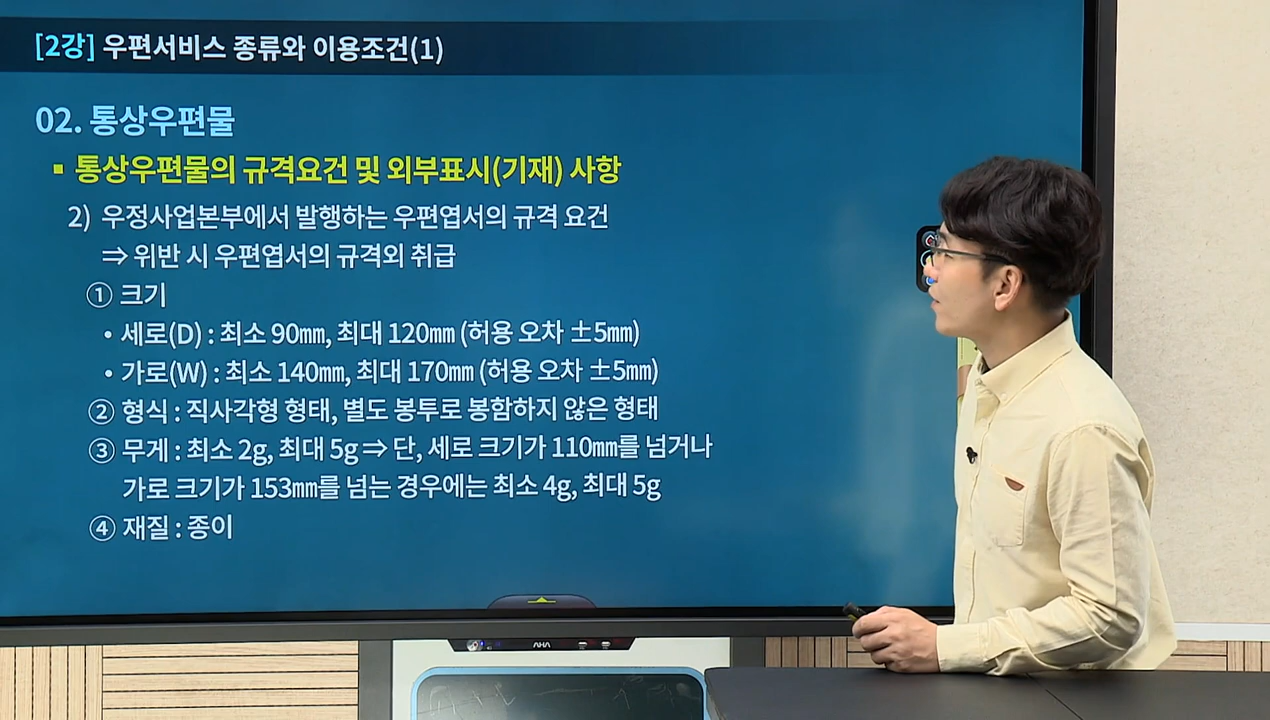 [2강] 우편서비스 종류와 이용조건(1)
02. 통상우편물
▪ 통상우편물의 규격요건 및 외부표시(기재) 사항
2) 우정사업본부에서 발행하는 우편엽서의 규격 요건
⇒ 위반 시 우편엽서의 규격외 취급
① 크기
• 세로(D) : 최소 90㎜, 최대 120㎜ (허용 오차 ±5㎜)
• 가로(W) : 최소 140㎜, 최대 170㎜ (허용 오차 ±5㎜)
② 형식 : 직사각형 형태, 별도 봉투로 봉함하지 않은 형태
③ 무게 : 최소 2g, 최대 5g ⇒ 단, 세로 크기가 110㎜를 넘거나
가로 크기가 153㎜를 넘는 경우에는 최소 4g, 최대 5g
④ 재질 : 종이
AHA